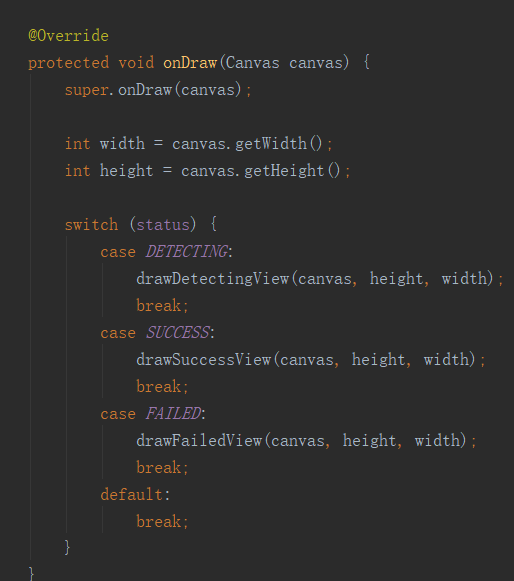 @Override
protected void onDraw(Canvas canvas) {
super.onDraw(canvas);
int width = canvas.getWidth();
int height = canvas.getHeight();
switch (status) {
case DETECTING:
drawDetectingView(canvas, height, width);
break;
case SUCCESS:
drawSuccessView(canvas, height, width);
break;
case FAILED:
drawFailedView(canvas, height, width);
break;
default:
break;
}
}